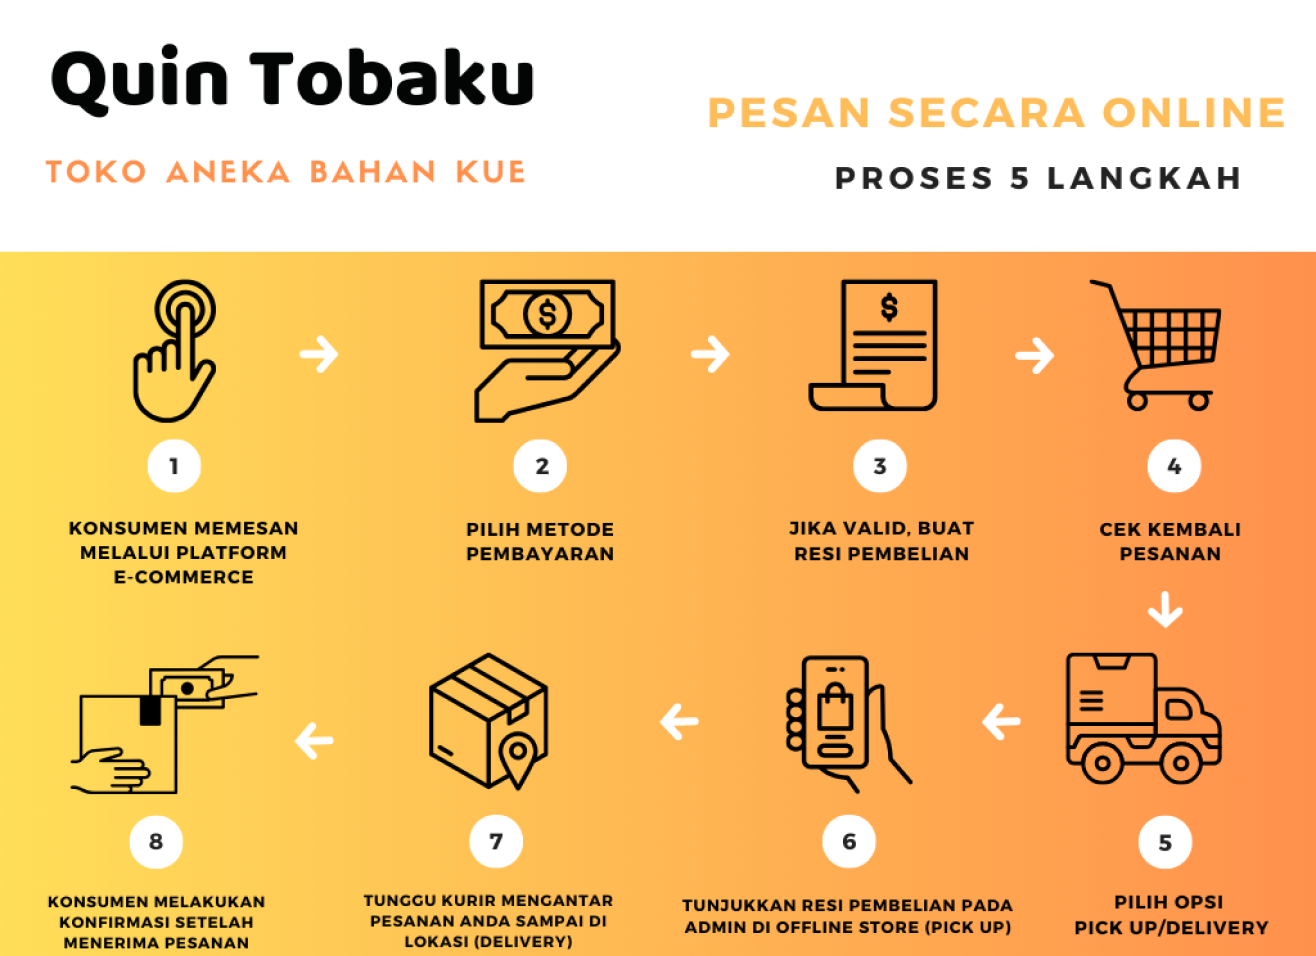 Quin Tobaku
TOKO ANEKA BAHAN KUE
PESAN SECARA ONLINE
PROSES 5 LANGKAH
$
$
1
KONSUMEN MEMESAN
MELALUI PLATFORM
E-COMMERCE
2
PILIH METODE
PEMBAYARAN
3
JIKA VALID, BUAT
RESI PEMBELIAN
4
CEK KEMBALI
PESANAN
5
PILIH OPSI
PICK UP/DELIVERY
6
TUNJUKKAN RESI PEMBELIAN PADA
ADMIN DI OFFLINE STORE (PICK UP)
7
TUNGGU KURIR MENGANTAR
PESANAN ANDA SAMPAI DI
LOKASI (DELIVERY)
8
KONSUMEN MELAKUKAN
KONFIRMASI SETELAH
MENERIMA PESANAN